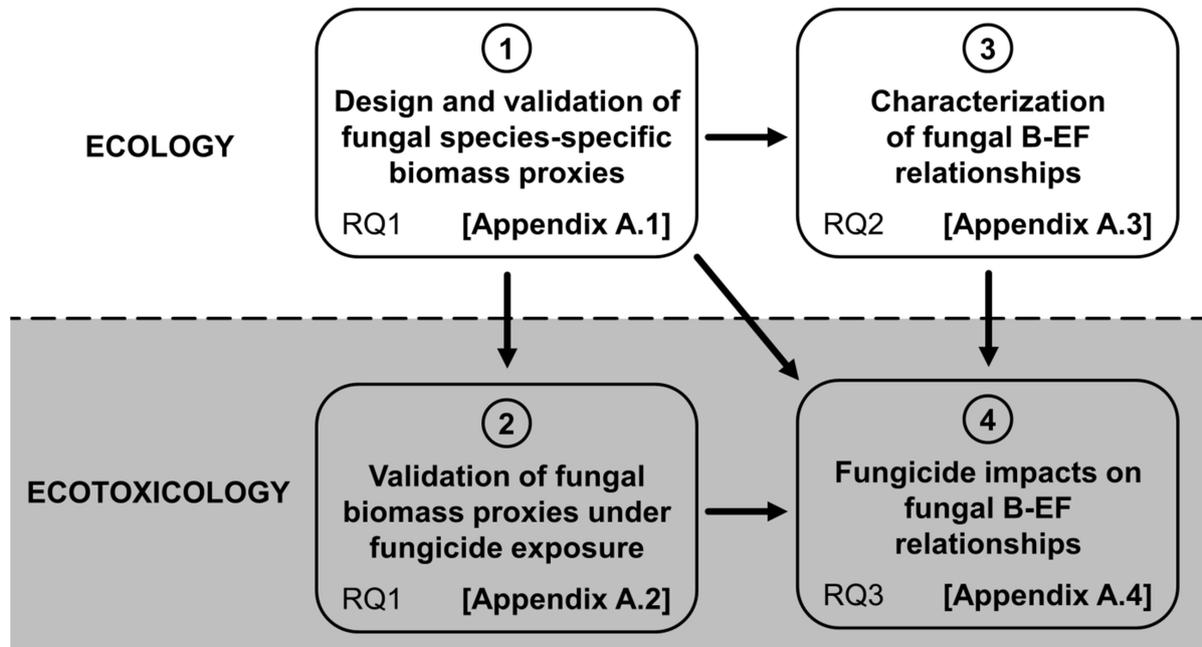 ECOLOGY
1
Design and validation of
fungal species-specific
biomass proxies
RQ1 [Appendix A.1]
3
Characterization
of fungal B-EF
relationships
RQ2 [Appendix A.3]
ECOTOXICOLOGY
2
Validation of fungal
biomass proxies under
fungicide exposure
RQ1 [Appendix A.2]
4
Fungicide impacts on
fungal B-EF
relationships
RQ3 [Appendix A.4]